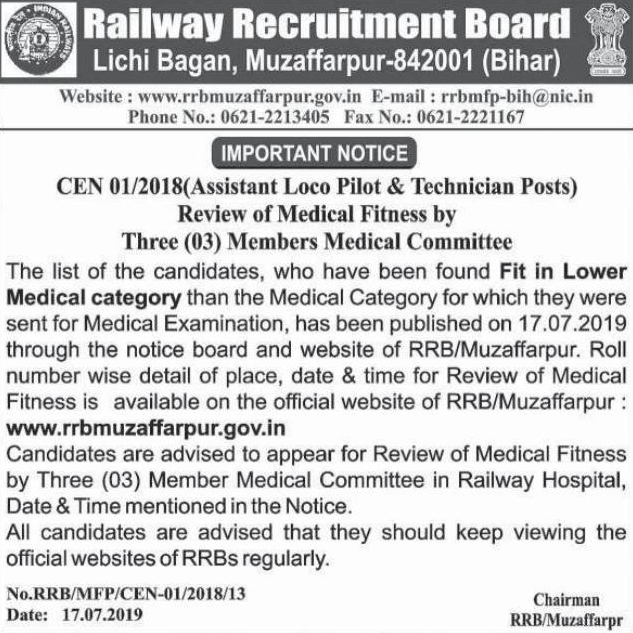 Railway Recruitment Board
Lichi Bagan, Muzaffarpur-842001 (Bihar)
Website : www.rrbmuzaffarpur.gov.in E-mail : rrbmfp-bih@nic.in
Phone No.: 0621-2213405 Fax No.: 0621-2221167
IMPORTANT NOTICE
CEN 01/2018(Assistant Loco Pilot & Technician Posts)
Review of Medical Fitness by
Three (03) Members Medical Committee
The list of the candidates, who have been found Fit in Lower
Medical category than the Medical Category for which they were
sent for Medical Examination, has been published on 17.07.2019
through the notice board and website of RRB/Muzaffarpur. Roll
number wise detail of place, date & time for Review of Medical
Fitness is available on the official website of RRB/Muzaffarpur :
www.rrbmuzaffarpur.gov.in
Candidates are advised to appear for Review of Medical Fitness
by Three (03) Member Medical Committee in Railway Hospital,
Date & Time mentioned in the Notice.
All candidates are advised that they should keep viewing the
official websites of RRBs regularly.
No.RRB/MFP/CEN-01/2018/13
Date: 17.07.2019
Chairman
RRB/Muzaffarpr